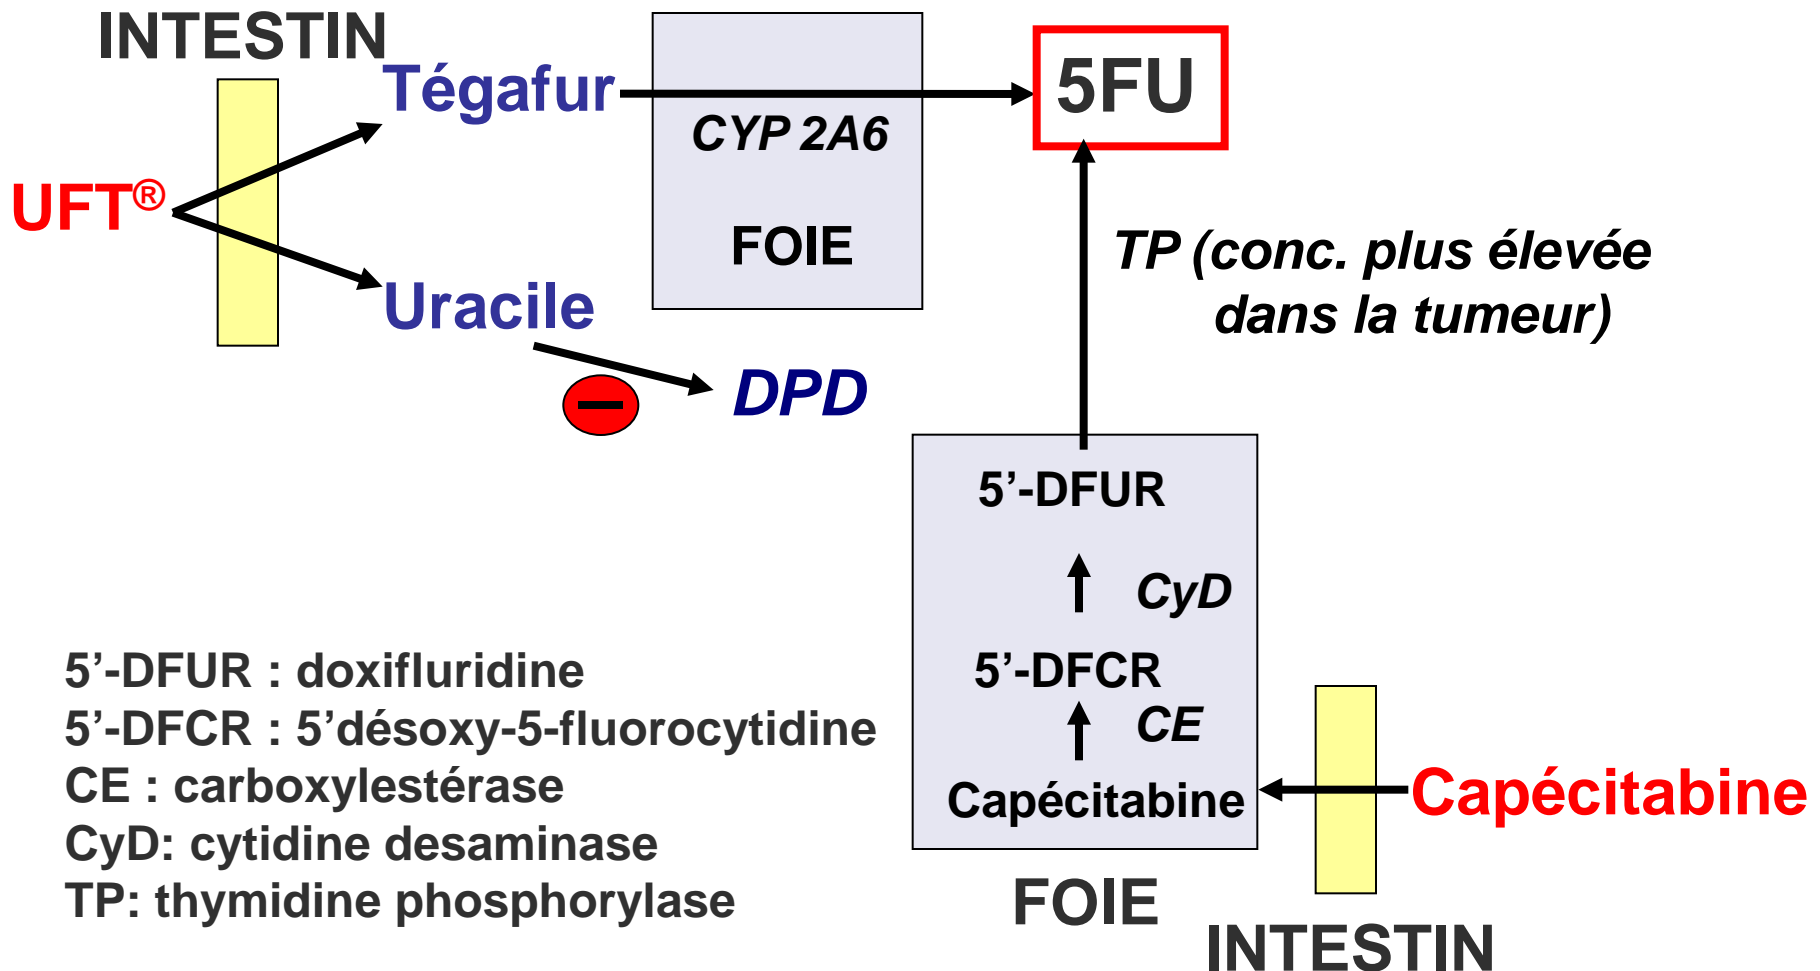 INTESTIN
Tégafur
5FU
CYP 2A6
UFT®
FOIE
TP (conc. plus élevée
dans la tumeur)
Uracile
DPD
5’-DFUR
CyD
5’-DFCR
CE
Capécitabine
Capécitabine
FOIE
INTESTIN
5’-DFUR : doxifluridine
5’-DFCR : 5’désoxy-5-fluorocytidine
CE : carboxylestérase
CyD: cytidine desaminase
TP: thymidine phosphorylase